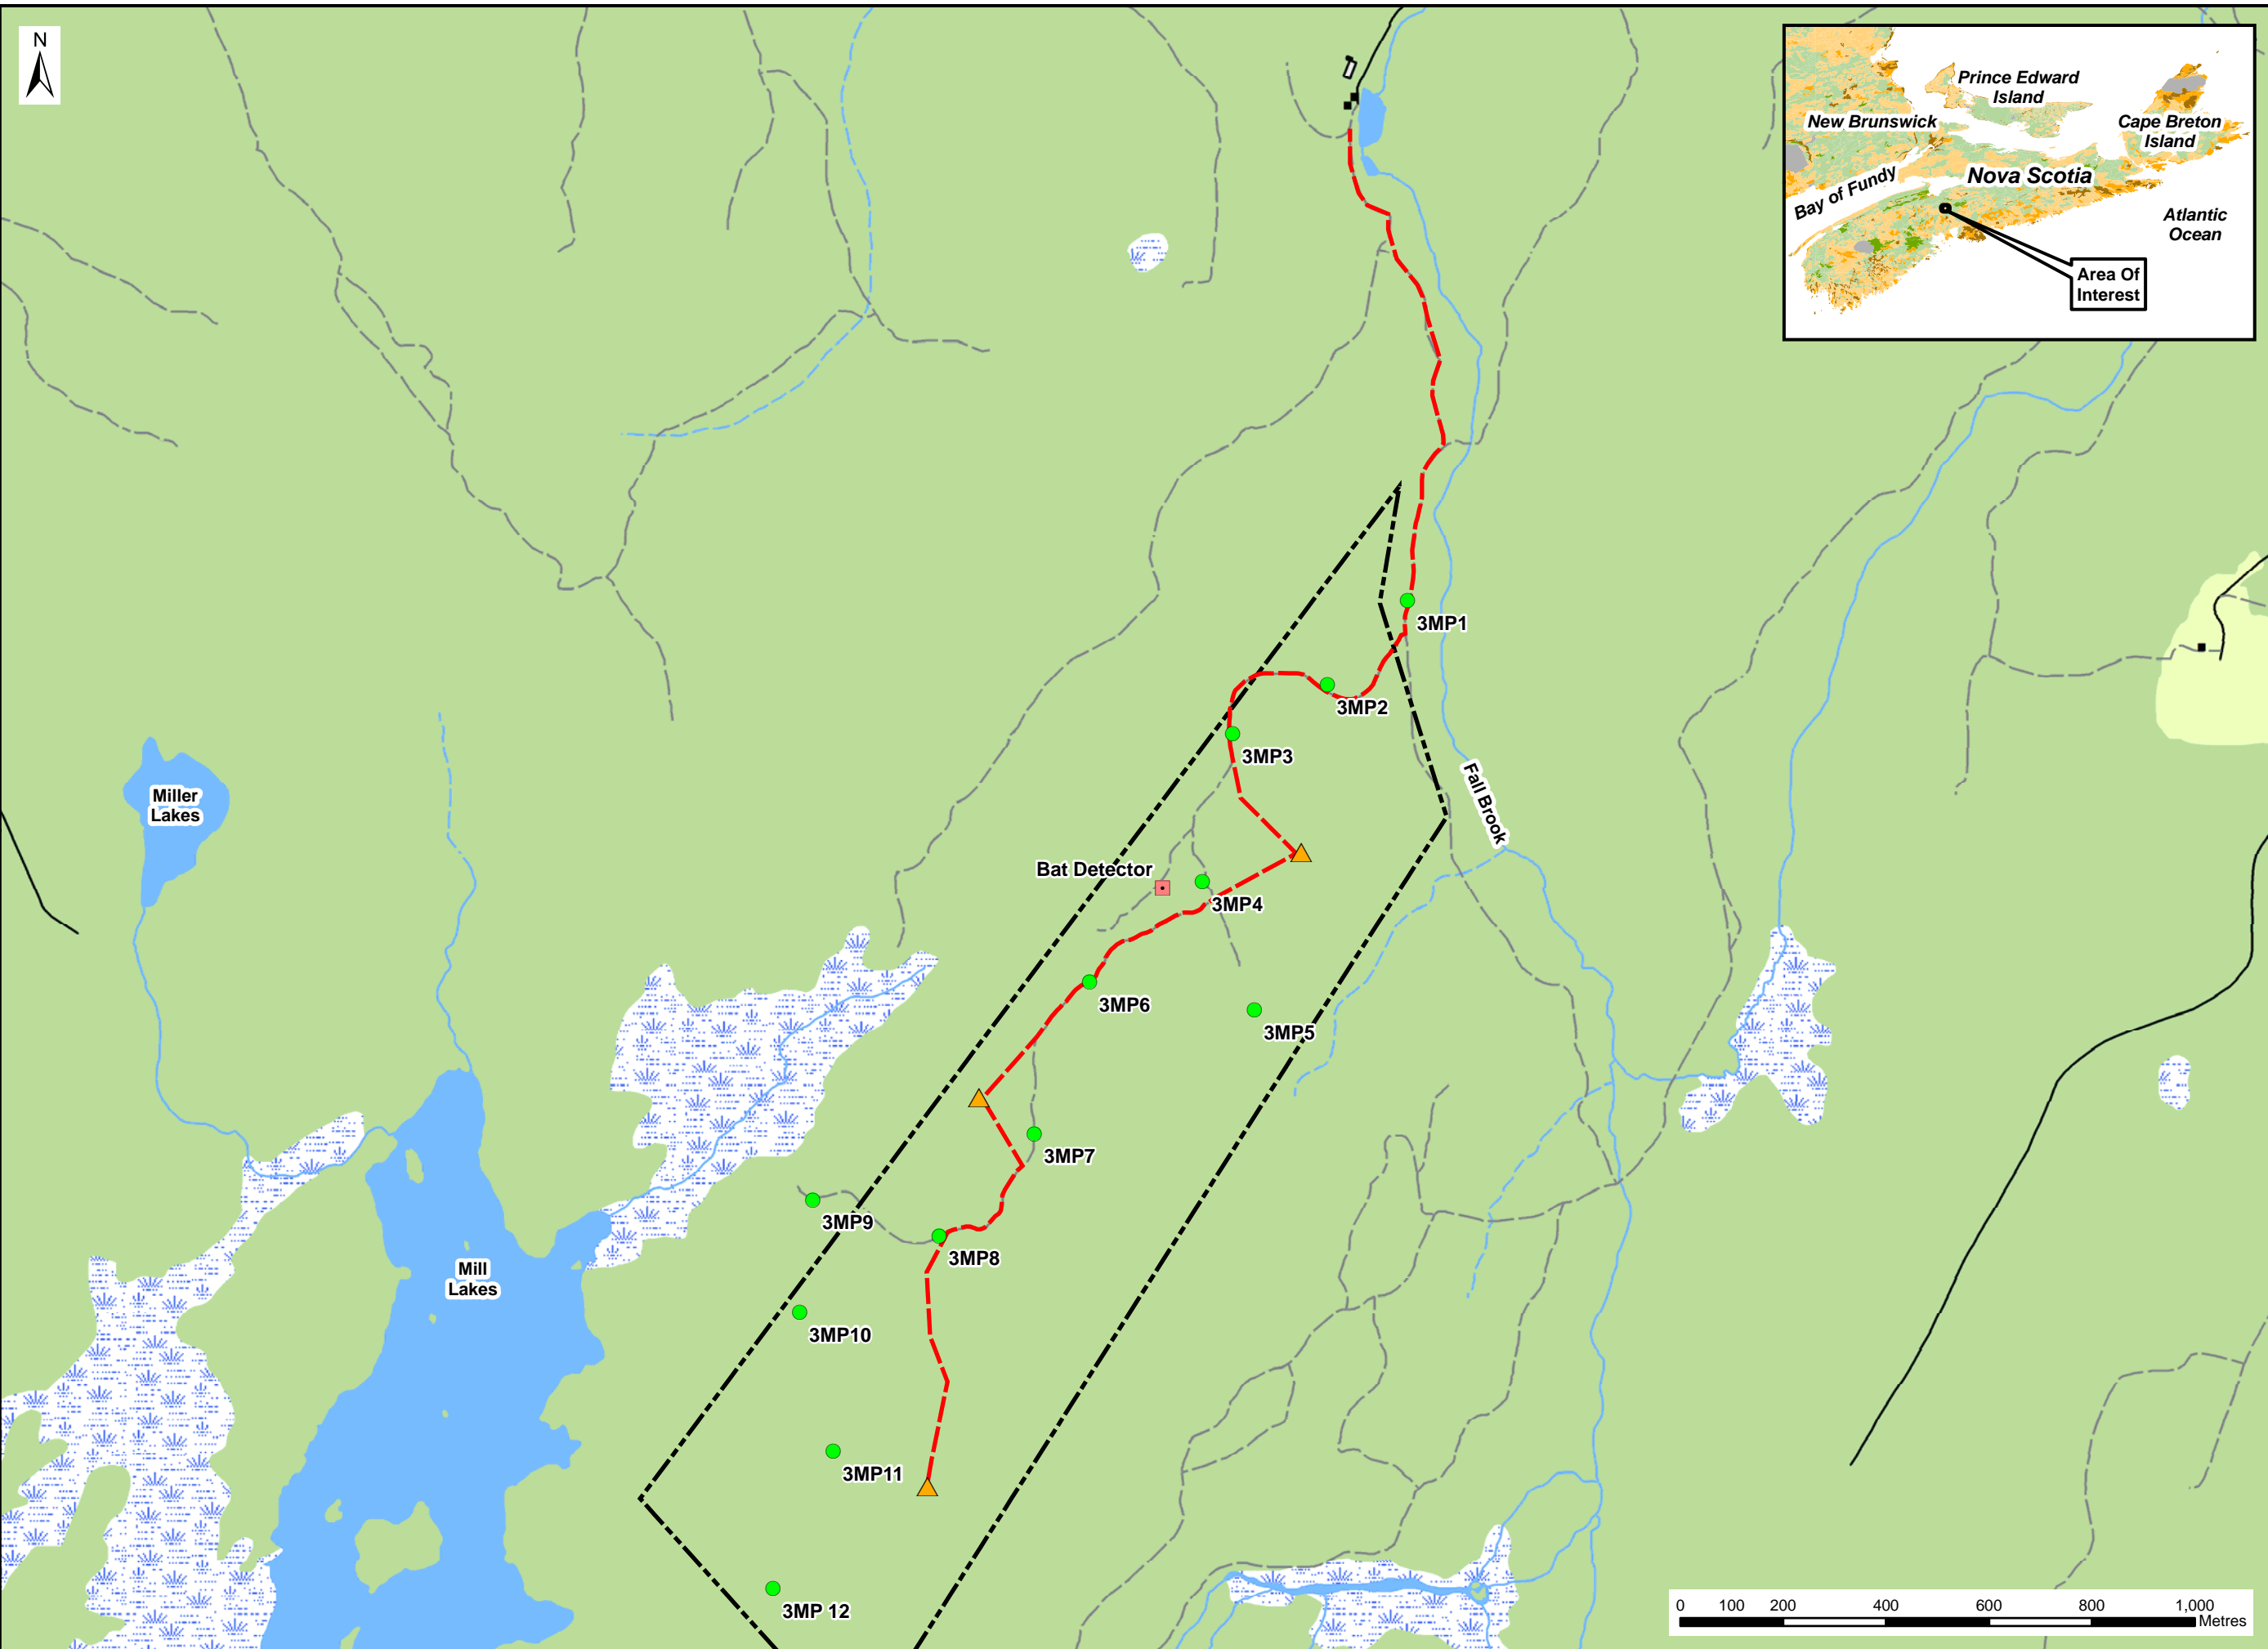 N
Prince Edward
Island
New Brunswick
Cape Breton
Island
Bay of Fundy
Nova Scotia
Atlantic
Ocean
Area Of
Interest
3MP1
3MP2
3MP3
Fall Brook
Miller
Lakes
Bat Detector
3MP4
3MP6
3MP5
3MP7
3MP9
3MP8
Mill
Lakes
3MP10
3MP11
3MP 12
0 100 200 400 600 800 1,000
Metres